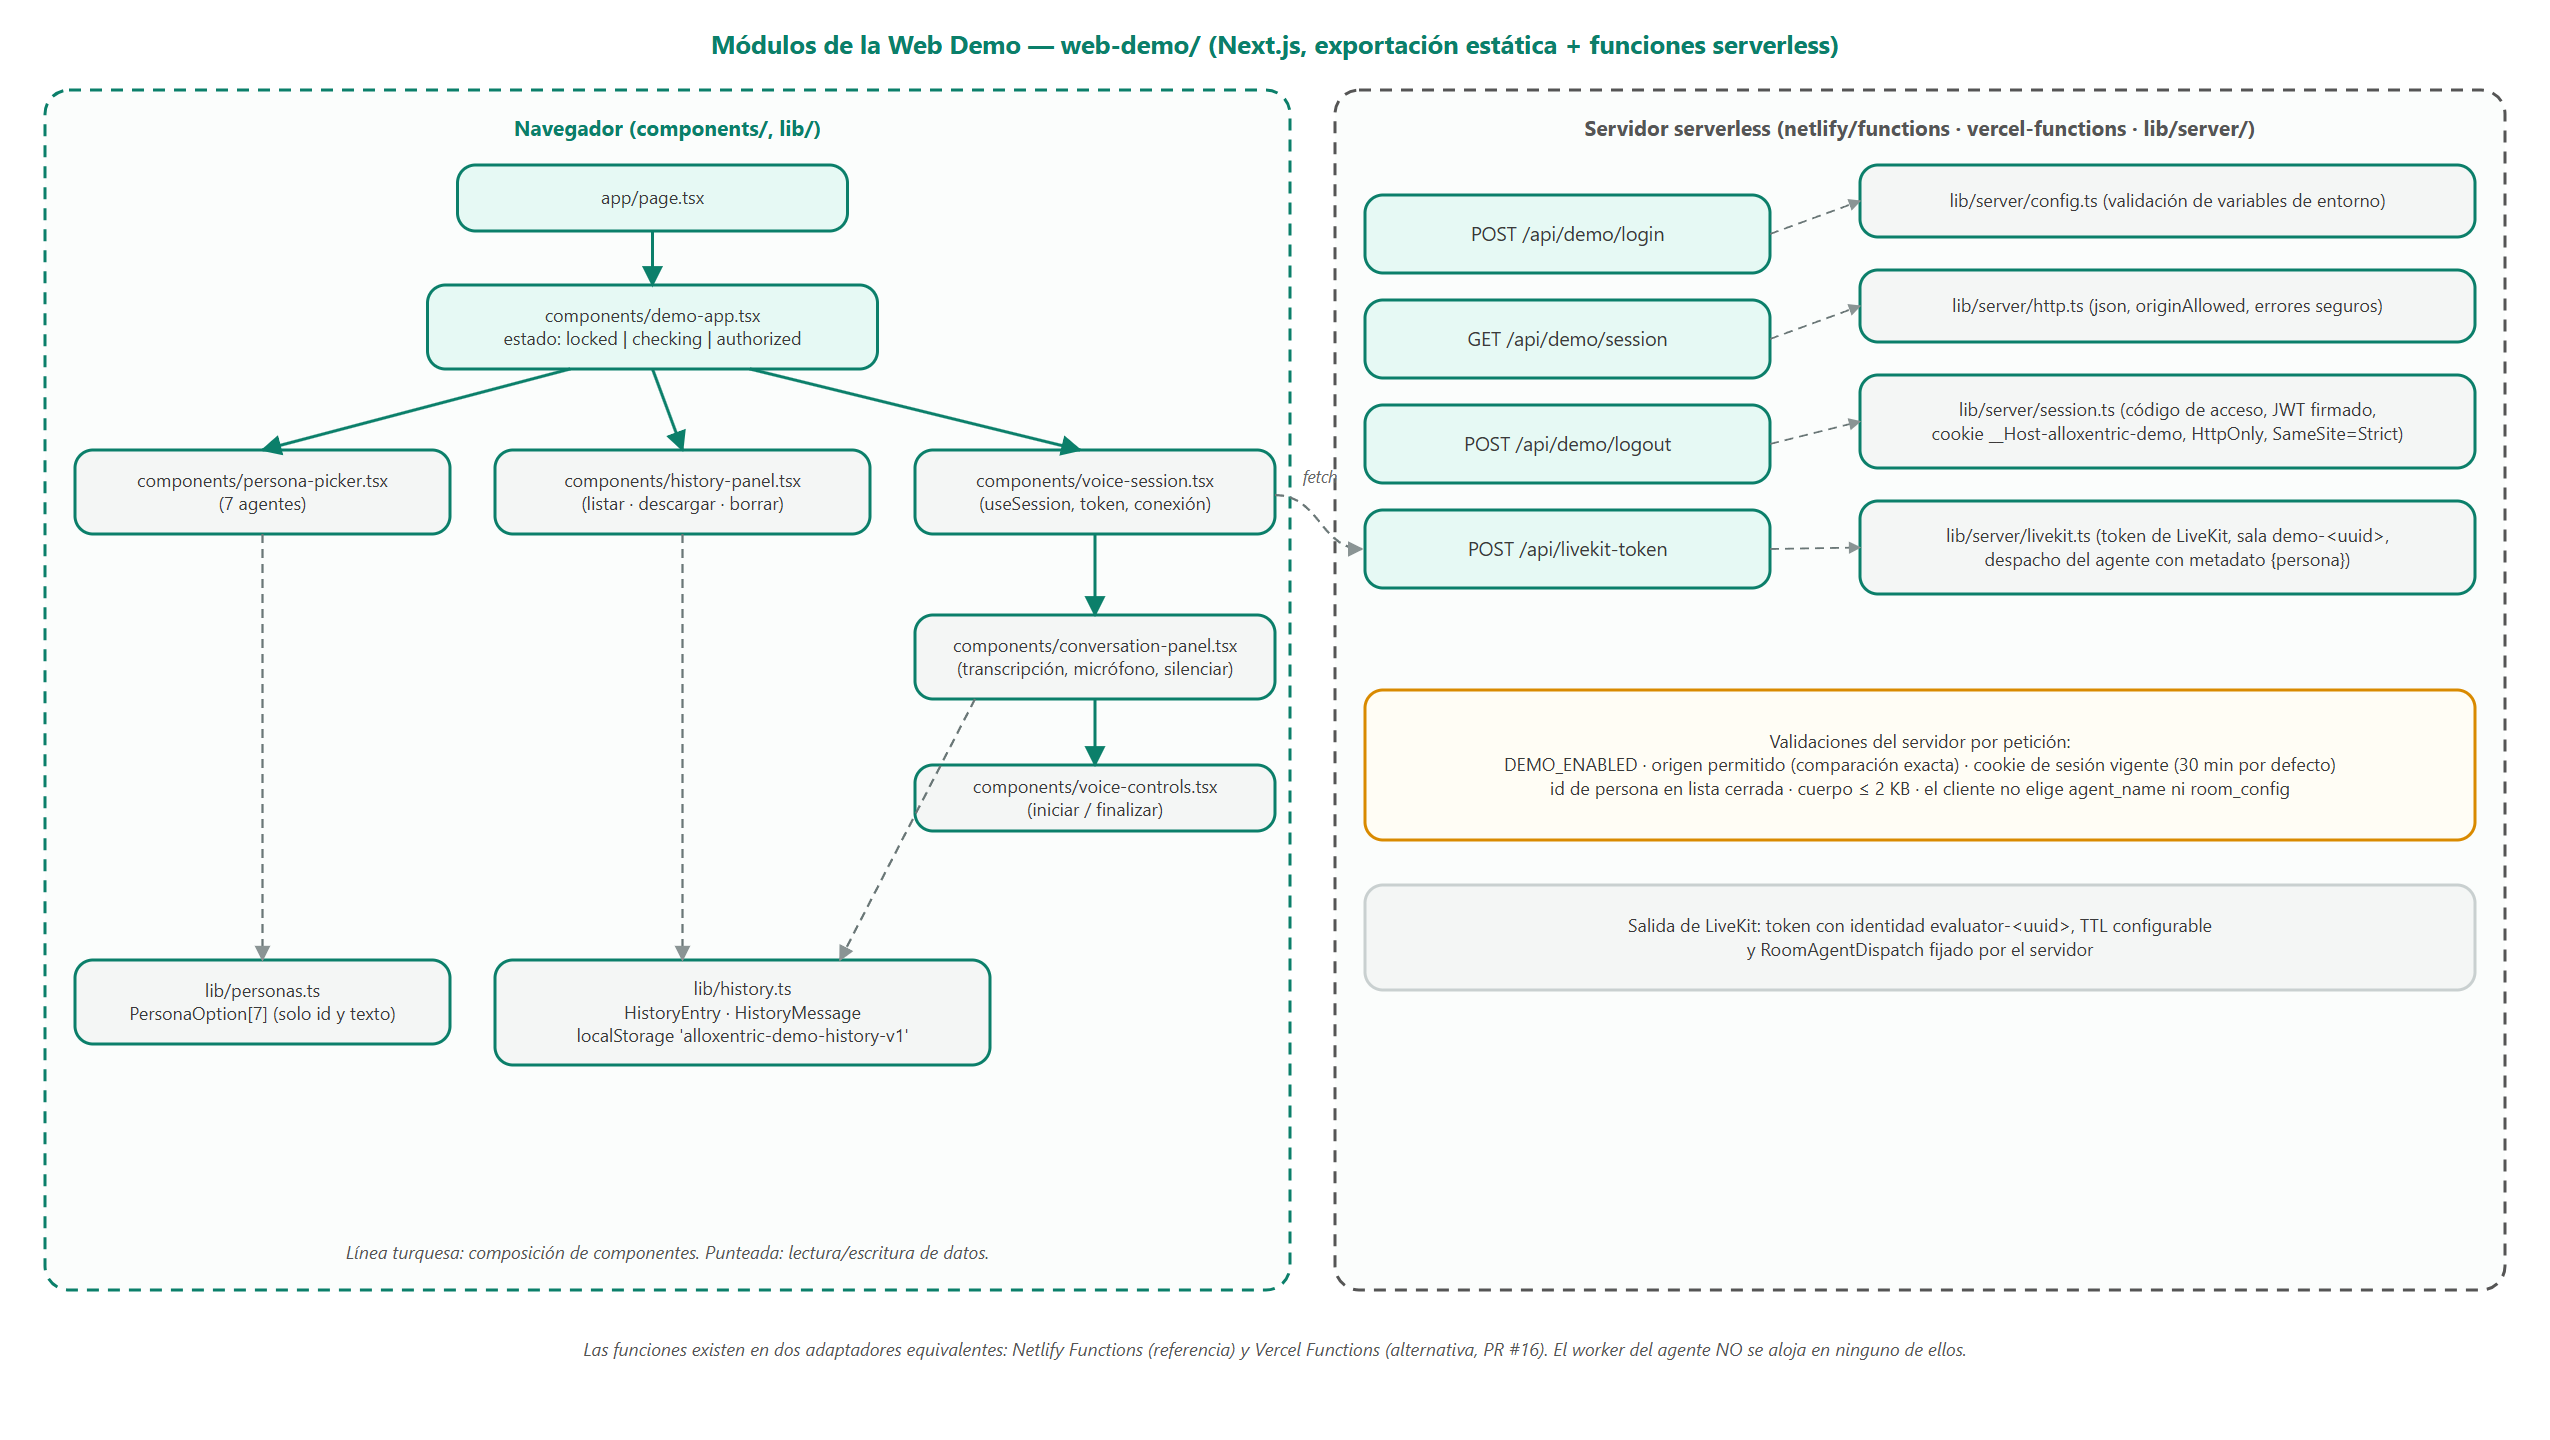 Módulos de la Web Demo — web-demo/ (Next.js, exportación estática + funciones serverless)
Navegador (components/, lib/)
app/page.tsx
components/demo-app.tsx
estado: locked | checking | authorized
components/persona-picker.tsx
(7 agentes)
components/history-panel.tsx
(listar · descargar · borrar)
components/voice-session.tsx
(useSession, token, conexión)
fetch
components/conversation-panel.tsx
(transcripción, micrófono, silenciar)
components/voice-controls.tsx
(iniciar / finalizar)
lib/personas.ts
PersonaOption[7] (solo id y texto)
lib/history.ts
HistoryEntry · HistoryMessage
localStorage 'alloxentric-demo-history-v1'
Línea turquesa: composición de componentes. Punteada: lectura/escritura de datos.
Servidor serverless (netlify/functions · vercel-functions · lib/server/)
POST /api/demo/login
lib/server/config.ts (validación de variables de entorno)
GET /api/demo/session
lib/server/http.ts (json, originAllowed, errores seguros)
POST /api/demo/logout
lib/server/session.ts (código de acceso, JWT firmado,
cookie __Host-alloxentric-demo, HttpOnly, SameSite=Strict)
POST /api/livekit-token
lib/server/livekit.ts (token de LiveKit, sala demo-<uuid>,
despacho del agente con metadato {persona})
Validaciones del servidor por petición:
DEMO_ENABLED · origen permitido (comparación exacta) · cookie de sesión vigente (30 min por defecto)
id de persona en lista cerrada · cuerpo ≤ 2 KB · el cliente no elige agent_name ni room_config
Salida de LiveKit: token con identidad evaluator-<uuid>, TTL configurable
y RoomAgentDispatch fijado por el servidor
Las funciones existen en dos adaptadores equivalentes: Netlify Functions (referencia) y Vercel Functions (alternativa, PR #16). El worker del agente NO se aloja en ninguno de ellos.